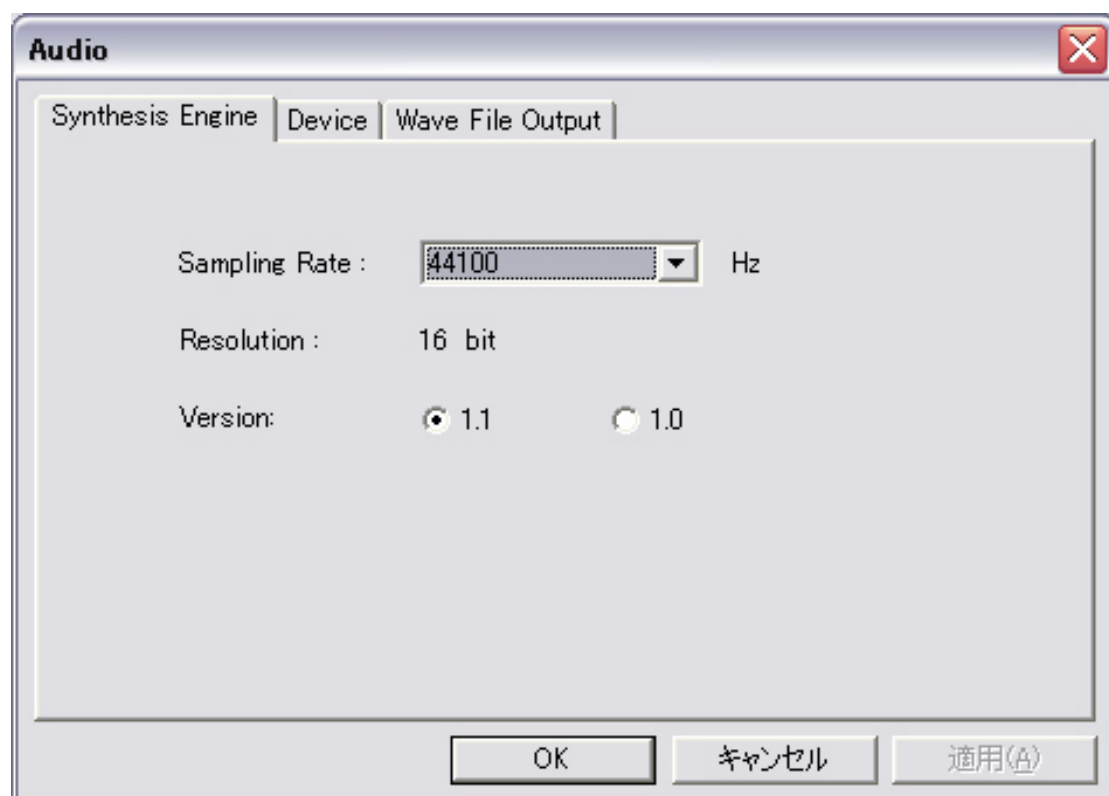 Audio
Synthesis Engine Device Wave File Output
Sampling Rate : 44100 Hz
Resolution : 16 bit
Version: 1.1 1.0
OK キャンセル 適用(A)